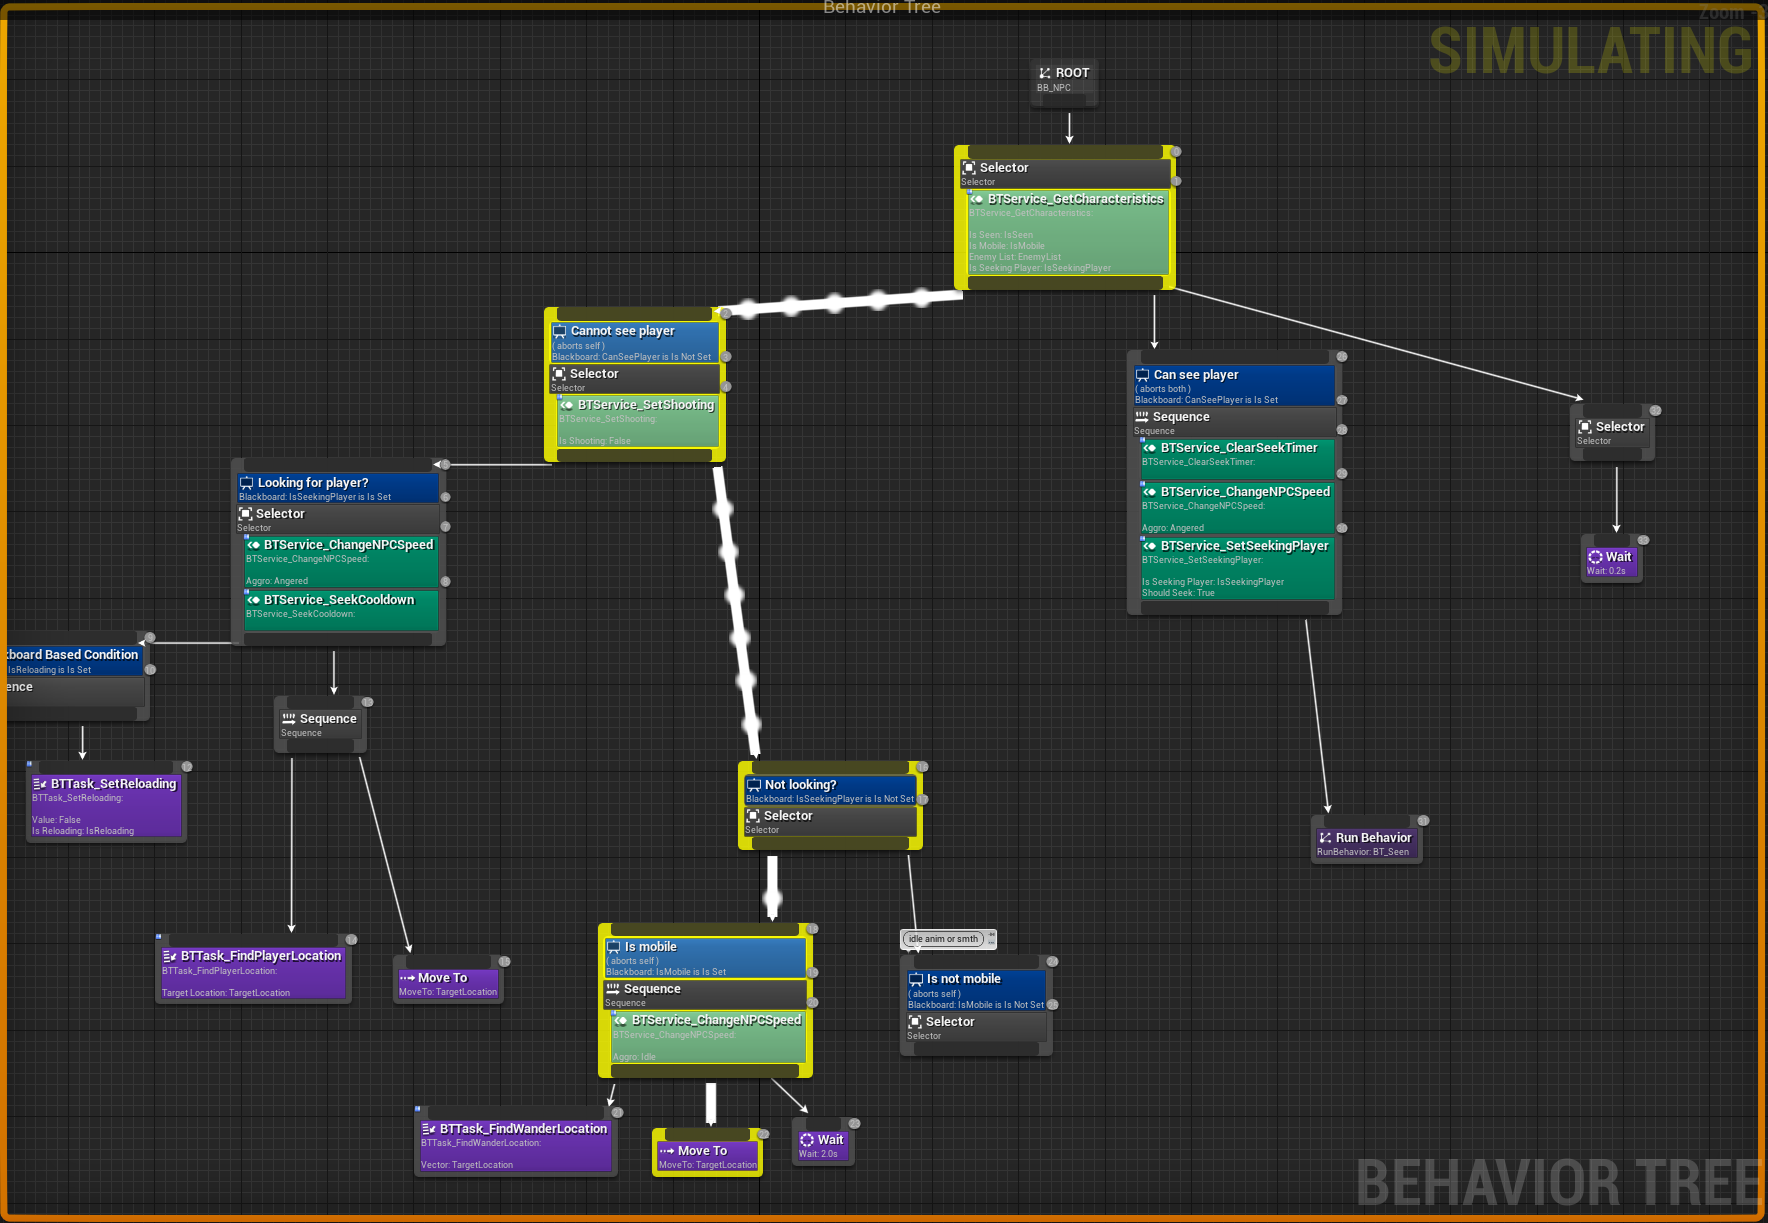 Behavior Tree
Zoom
SIMULATING
ROOT
BB_NPC
Selector
Selector
BTService_GetCharacteristics
BTService_GetCharacteristics:
Is Seen: IsSeen
Is Mobile: IsMobile
Enemy List: EnemyList
Is Seeking Player: IsSeekingPlayer
Cannot see player
( aborts self )
Blackboard: CanSeePlayer is Is Not Set
Selector
Selector
BTService_SetShooting
BTService_SetShooting:
Is Shooting: False
Can see player
( aborts both )
Blackboard: CanSeePlayer is Is Set
Sequence
Sequence
BTService_ClearSeekTimer
BTService_ClearSeekTimer:
BTService_ChangeNPCSpeed
BTService_ChangeNPCSpeed:
Aggro: Angered
BTService_SetSeekingPlayer
BTService_SetSeekingPlayer:
Is Seeking Player: IsSeekingPlayer
Should Seek: True
Selector
Selector
Wait
Wait: 0.2s
Looking for player?
Blackboard: IsSeekingPlayer is Is Set
Selector
Selector
BTService_ChangeNPCSpeed
BTService_ChangeNPCSpeed:
Aggro: Angered
BTService_SeekCooldown
BTService_SeekCooldown:
kboard Based Condition
IsReloading is Is Set
ence
Sequence
Sequence
BTTask_SetReloading
BTTask_SetReloading:
Value: False
Is Reloading: IsReloading
Not looking?
Blackboard: IsSeekingPlayer is Is Not Set
Selector
Selector
Run Behavior
RunBehavior: BT_Seen
BTTask_FindPlayerLocation
BTTask_FindPlayerLocation:
Target Location: TargetLocation
Move To
MoveTo: TargetLocation
Is mobile
( aborts self )
Blackboard: IsMobile is Is Set
Sequence
Sequence
BTService_ChangeNPCSpeed
BTService_ChangeNPCSpeed:
Aggro: Idle
idle anim or smth
Is not mobile
( aborts self )
Blackboard: IsMobile is Is Not Set
Selector
Selector
BTTask_FindWanderLocation
BTTask_FindWanderLocation:
Vector: TargetLocation
Move To
MoveTo: TargetLocation
Wait
Wait: 2.0s
BEHAVIOR TREE